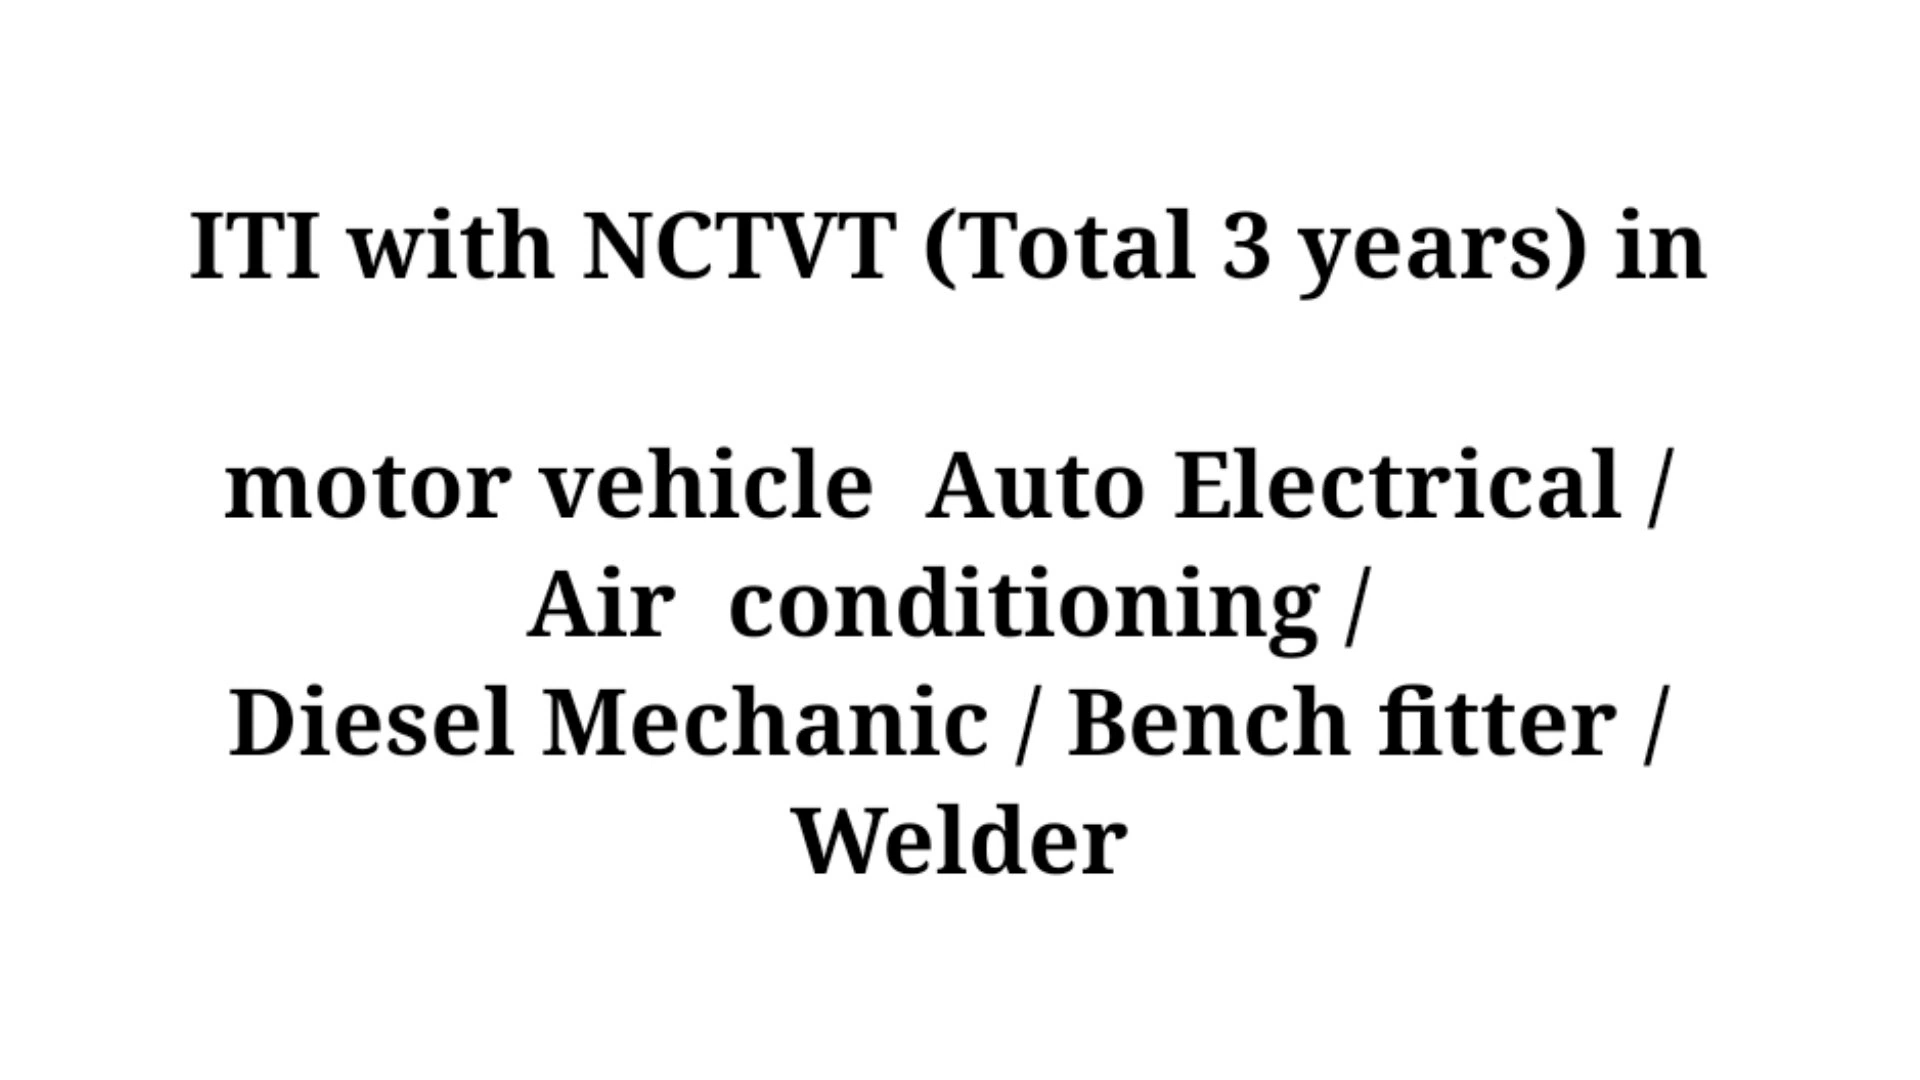 ITI with NCTVT (Total 3 years) in
motor vehicle  Auto Electrical /
Air  conditioning /
Diesel Mechanic / Bench fitter /
Welder